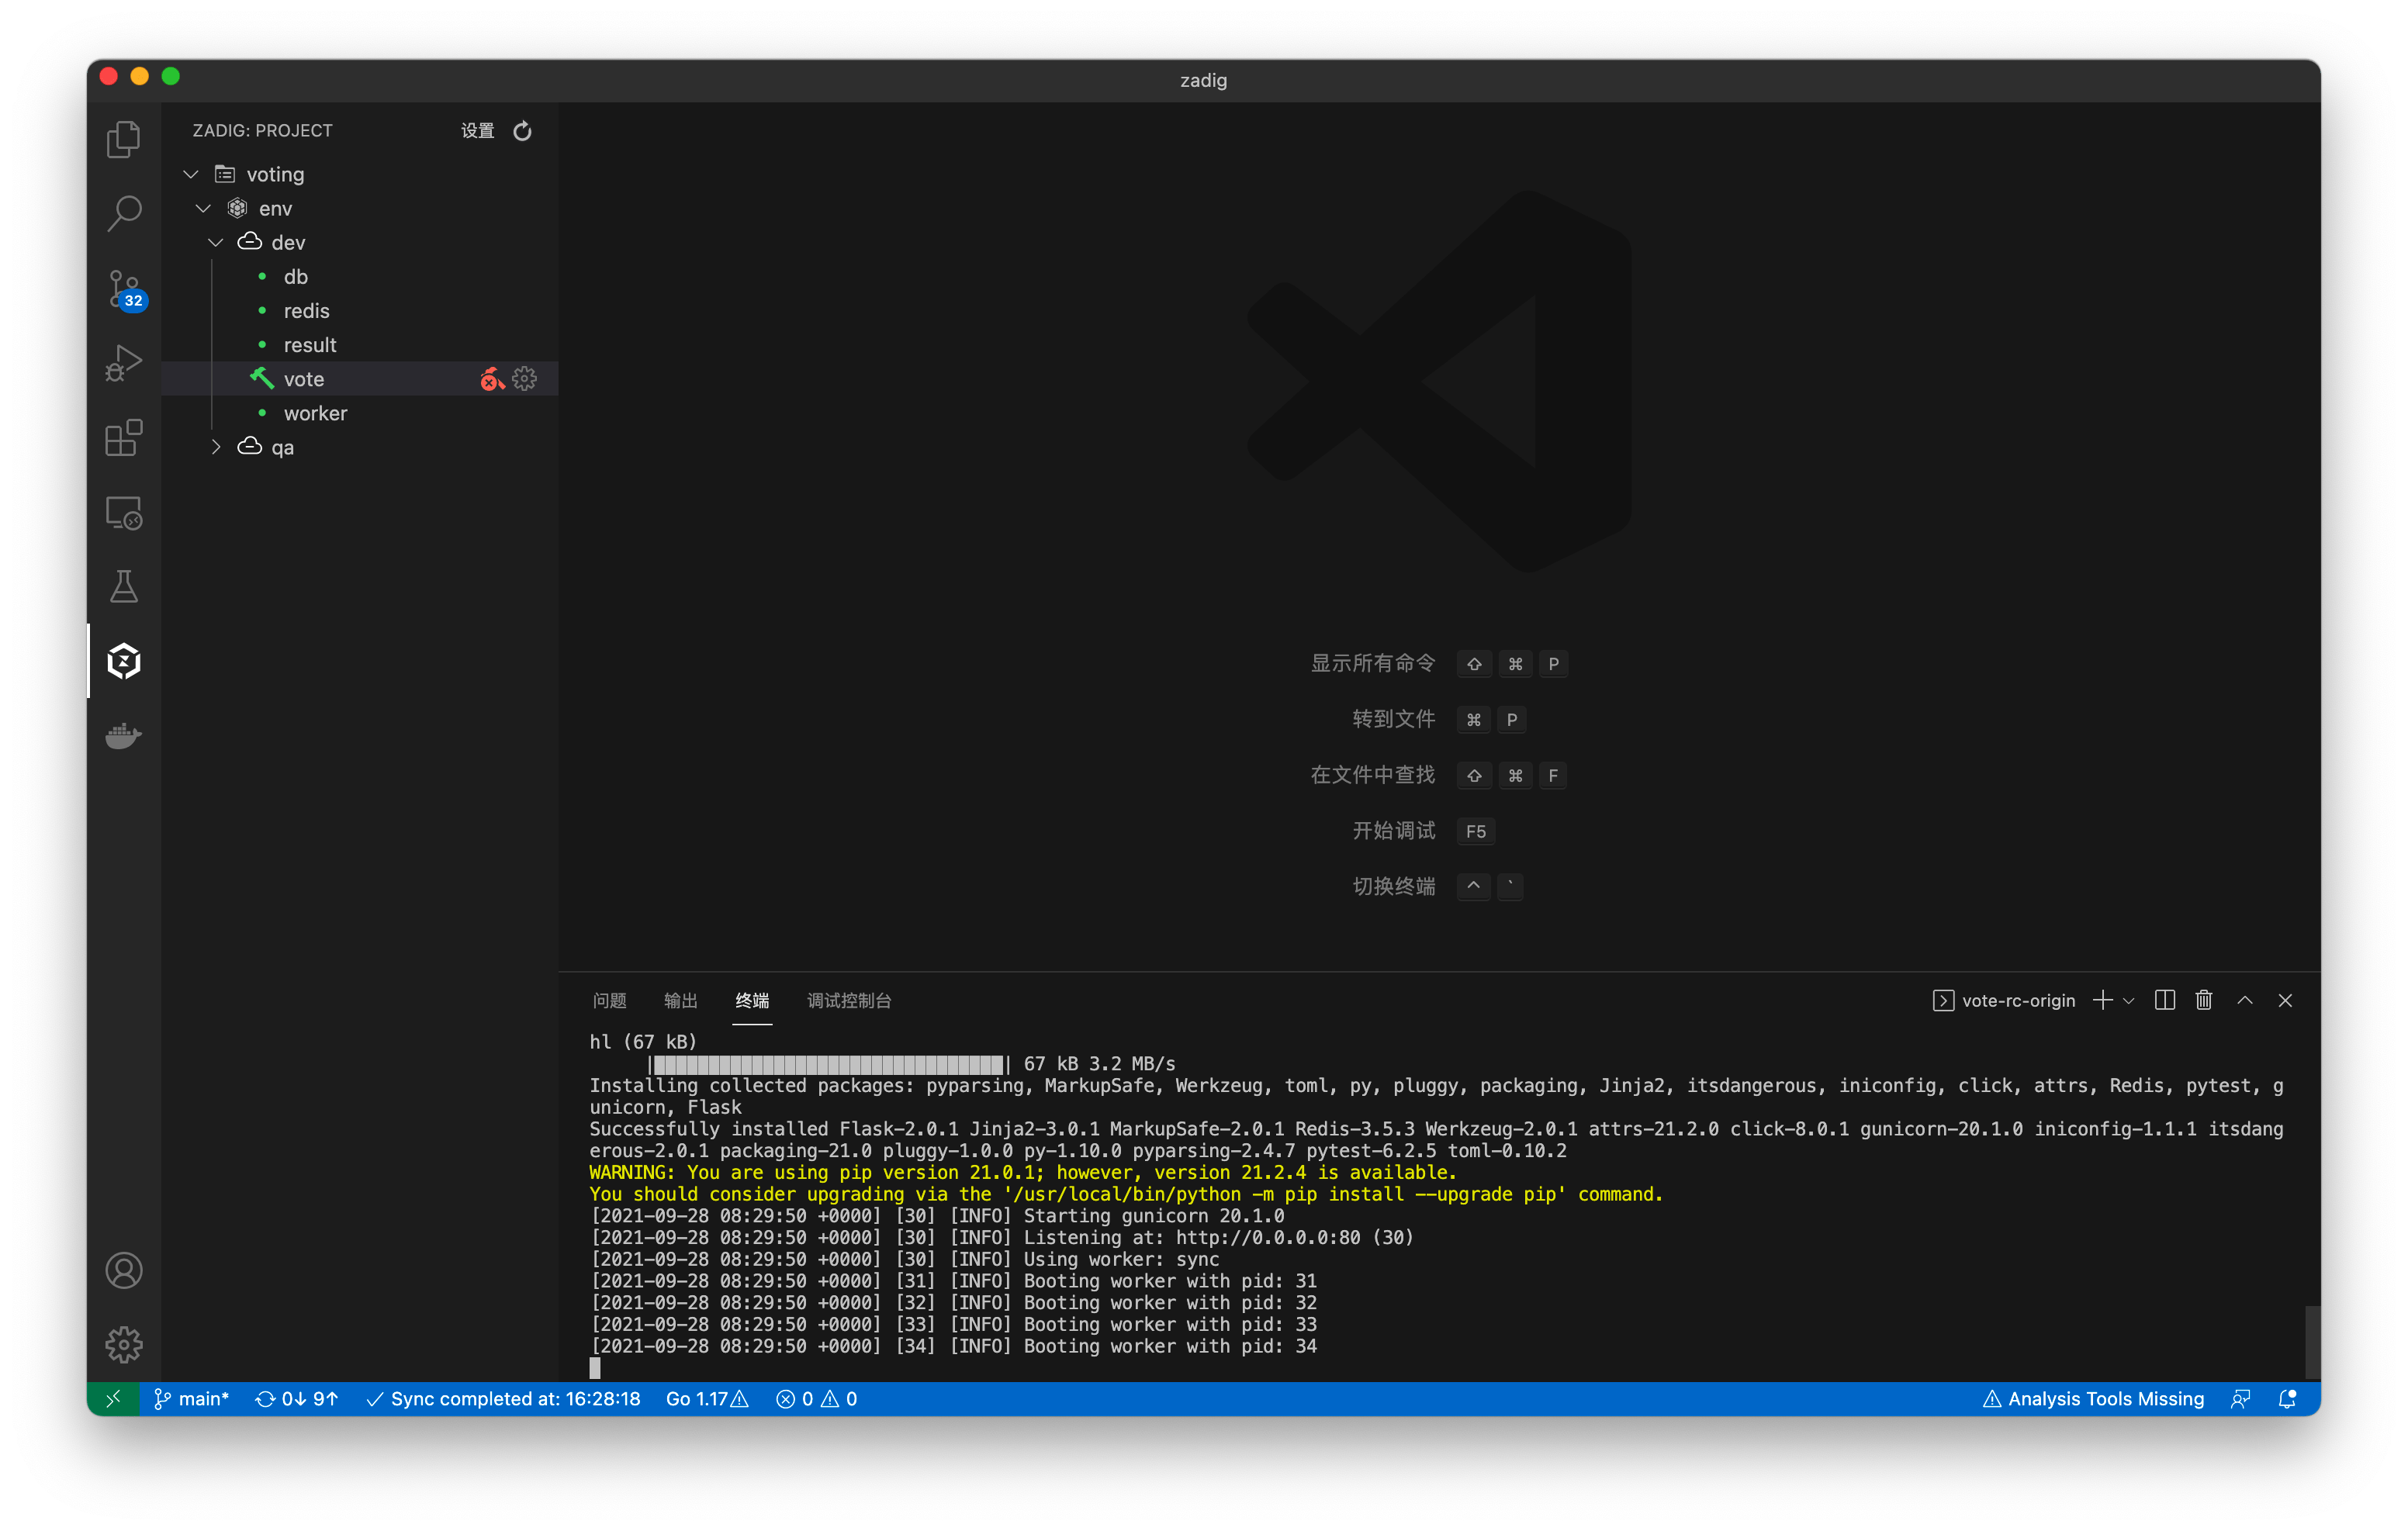 zadig
ZADIG: PROJECT 设置
voting
env
dev
db
redis
result
vote
worker
qa
32
显示所有命令 ⇧ ⌘ P
转到文件 ⌘ P
在文件中查找 ⇧ ⌘ F
开始调试 F5
切换终端 ^ `
问题 输出 终端 调试控制台 vote-rc-origin
hl (67 kB)
| 67 kB 3.2 MB/s
Installing collected packages: pyparsing, MarkupSafe, Werkzeug, toml, py, pluggy, packaging, Jinja2, itsdangerous, iniconfig, click, attrs, Redis, pytest, g
unicorn, Flask
Successfully installed Flask-2.0.1 Jinja2-3.0.1 MarkupSafe-2.0.1 Redis-3.5.3 Werkzeug-2.0.1 attrs-21.2.0 click-8.0.1 gunicorn-20.1.0 iniconfig-1.1.1 itsdang
erous-2.0.1 packaging-21.0 pluggy-1.0.0 py-1.10.0 pyparsing-2.4.7 pytest-6.2.5 toml-0.10.2
WARNING: You are using pip version 21.0.1; however, version 21.2.4 is available.
You should consider upgrading via the '/usr/local/bin/python -m pip install --upgrade pip' command.
[2021-09-28 08:29:50 +0000] [30] [INFO] Starting gunicorn 20.1.0
[2021-09-28 08:29:50 +0000] [30] [INFO] Listening at: http://0.0.0.0:80 (30)
[2021-09-28 08:29:50 +0000] [30] [INFO] Using worker: sync
[2021-09-28 08:29:50 +0000] [31] [INFO] Booting worker with pid: 31
[2021-09-28 08:29:50 +0000] [32] [INFO] Booting worker with pid: 32
[2021-09-28 08:29:50 +0000] [33] [INFO] Booting worker with pid: 33
[2021-09-28 08:29:50 +0000] [34] [INFO] Booting worker with pid: 34
main* 0↓ 9↑ Sync completed at: 16:28:18 Go 1.17 0 0 Analysis Tools Missing